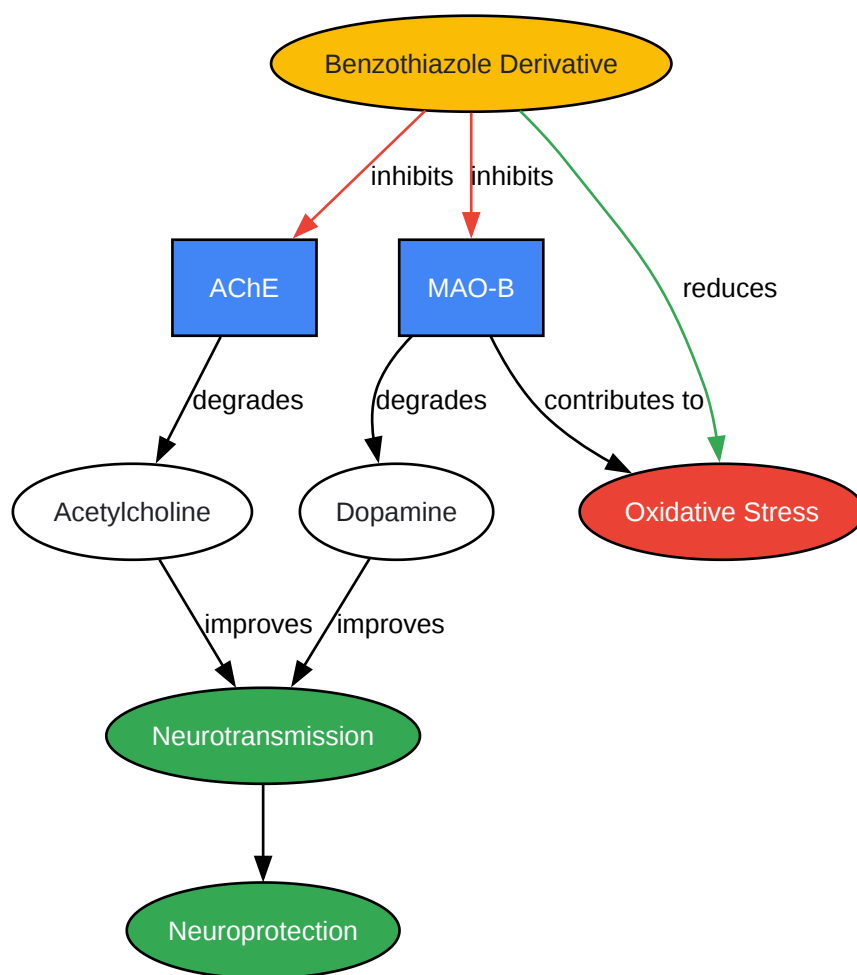 Benzothiazole Derivative
inhibits
inhibits
AChE
MAO-B
reduces
degrades
degrades
contributes to
Acetylcholine
Dopamine
Oxidative Stress
improves
improves
Neurotransmission
Neuroprotection